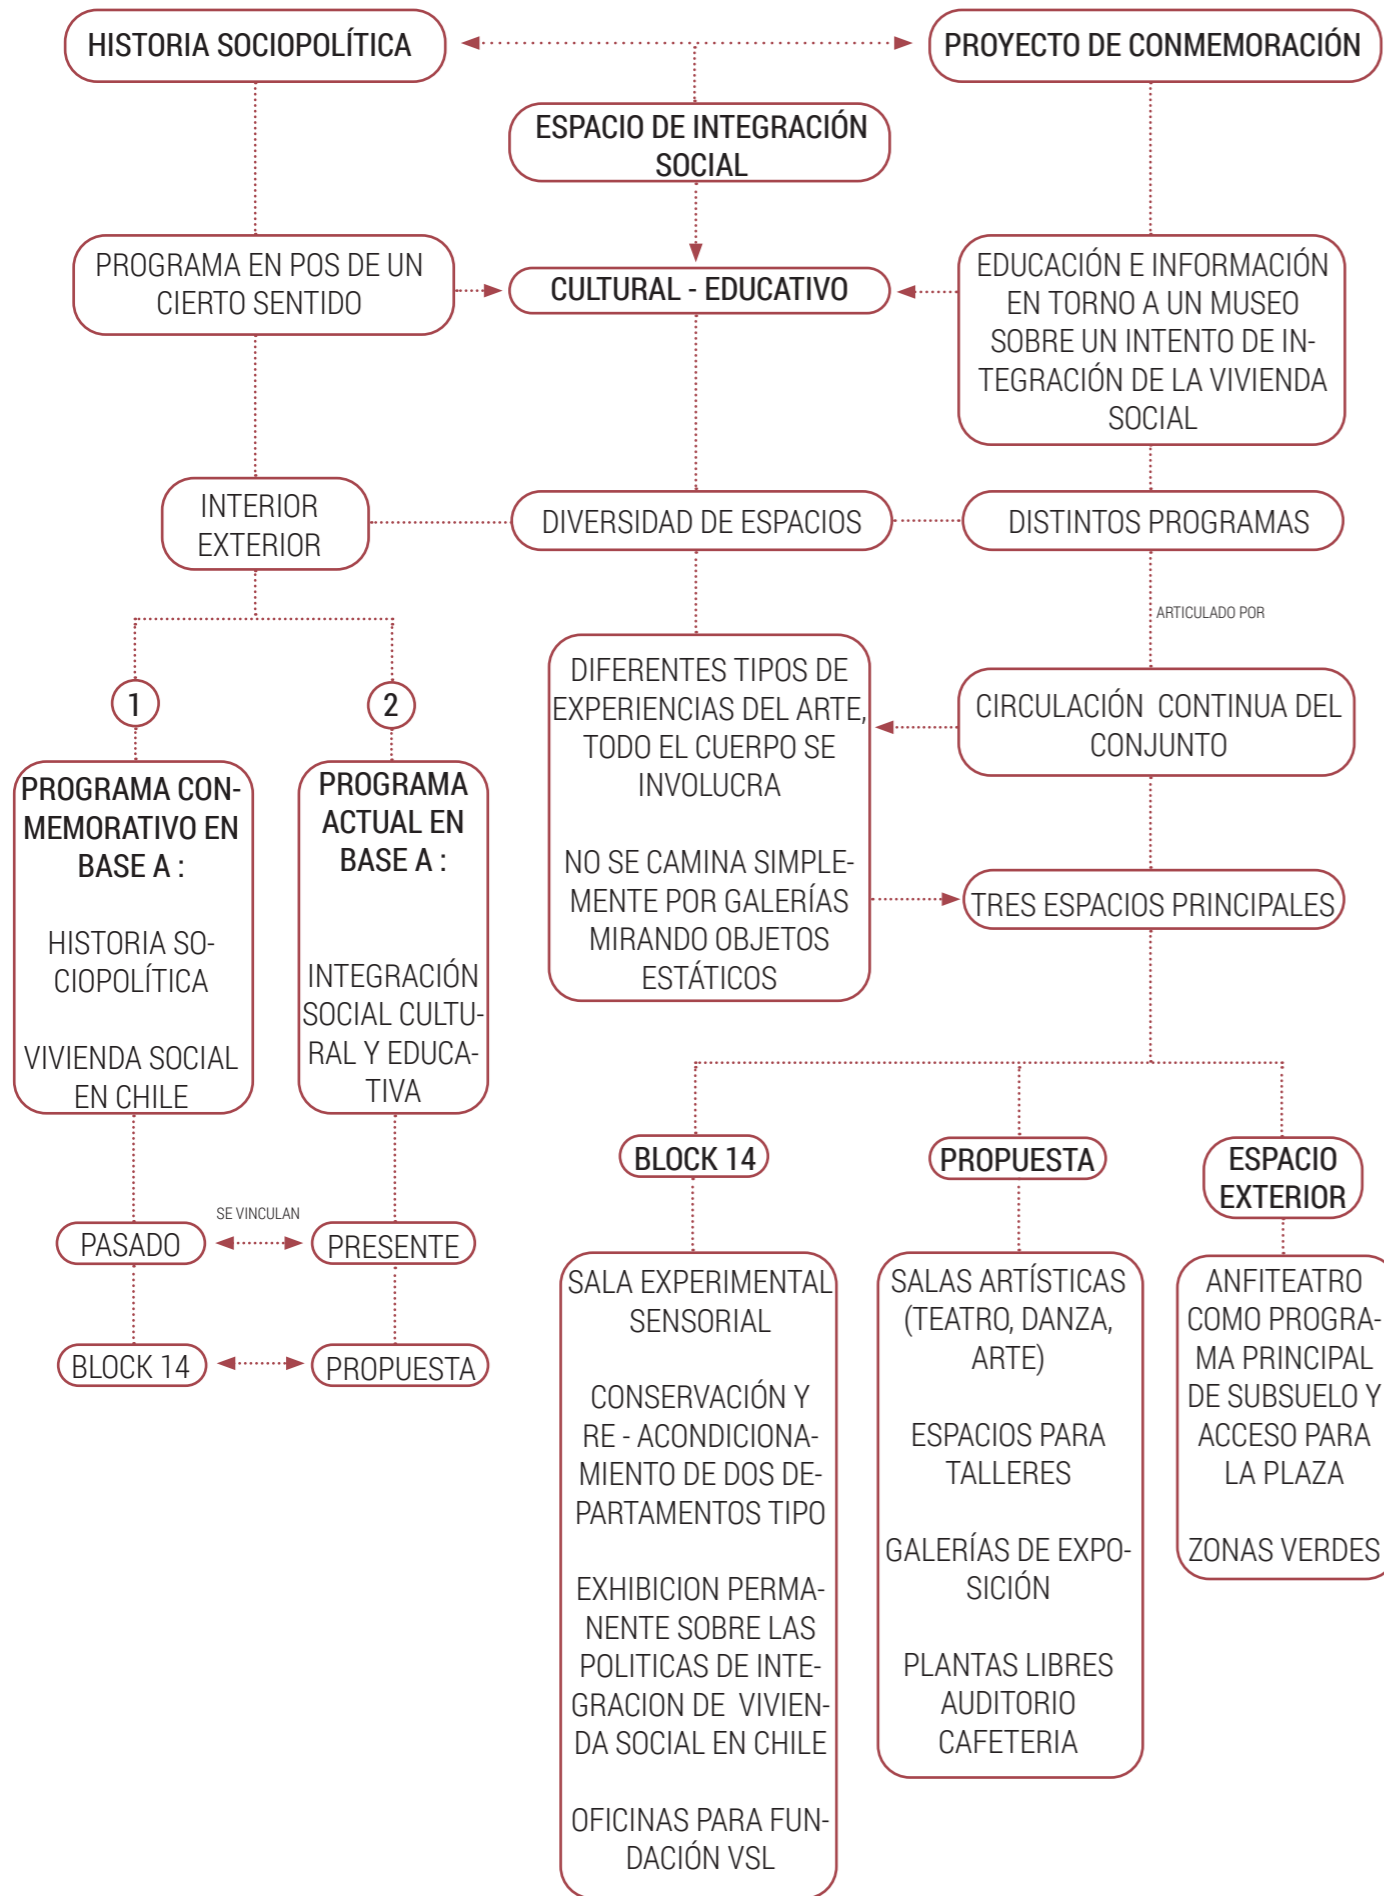 HISTORIA SOCIOPOLÍTICA
PROYECTO DE CONMEMORACIÓN
ESPACIO DE INTEGRACIÓN
SOCIAL
PROGRAMA EN POS DE UN
CIERTO SENTIDO
CULTURAL - EDUCATIVO
EDUCACIÓN E INFORMACIÓN
EN TORNO A UN MUSEO
SOBRE UN INTENTO DE IN-
TEGRACIÓN DE LA VIVIENDA
SOCIAL
INTERIOR
EXTERIOR
DIVERSIDAD DE ESPACIOS
DISTINTOS PROGRAMAS
ARTICULADO POR
1
2
DIFERENTES TIPOS DE
EXPERIENCIAS DEL ARTE,
TODO EL CUERPO SE
INVOLUCRA
NO SE CAMINA SIMPLE-
MENTE POR GALERÍAS
MIRANDO OBJETOS
ESTÁTICOS
CIRCULACIÓN CONTINUA DEL
CONJUNTO
TRES ESPACIOS PRINCIPALES
PROGRAMA CON-
MEMORATIVO EN
BASE A :
HISTORIA SO-
CIOPOLÍTICA
VIVIENDA SOCIAL
EN CHILE
PROGRAMA
ACTUAL EN
BASE A :
INTEGRACIÓN
SOCIAL CULTU-
RAL Y EDUCA-
TIVA
SE VINCULAN
PASADO
PRESENTE
BLOCK 14
PROPUESTA
BLOCK 14
SALA EXPERIMENTAL
SENSORIAL
CONSERVACIÓN Y
RE - ACONDICIONA-
MIENTO DE DOS DE-
PARTAMENTOS TIPO
EXHIBICION PERMA-
NENTE SOBRE LAS
POLITICAS DE INTE-
GRACION DE VIVIEN-
DA SOCIAL EN CHILE
OFICINAS PARA FUN-
DACIÓN VSL
PROPUESTA
SALAS ARTÍSTICAS
(TEATRO, DANZA,
ARTE)
ESPACIOS PARA
TALLERES
GALERÍAS DE EXPO-
SICIÓN
PLANTAS LIBRES
AUDITORIO
CAFETERIA
ESPACIO
EXTERIOR
ANFITEATRO
COMO PROGRA-
MA PRINCIPAL
DE SUBSUELO Y
ACCESO PARA
LA PLAZA
ZONAS VERDES